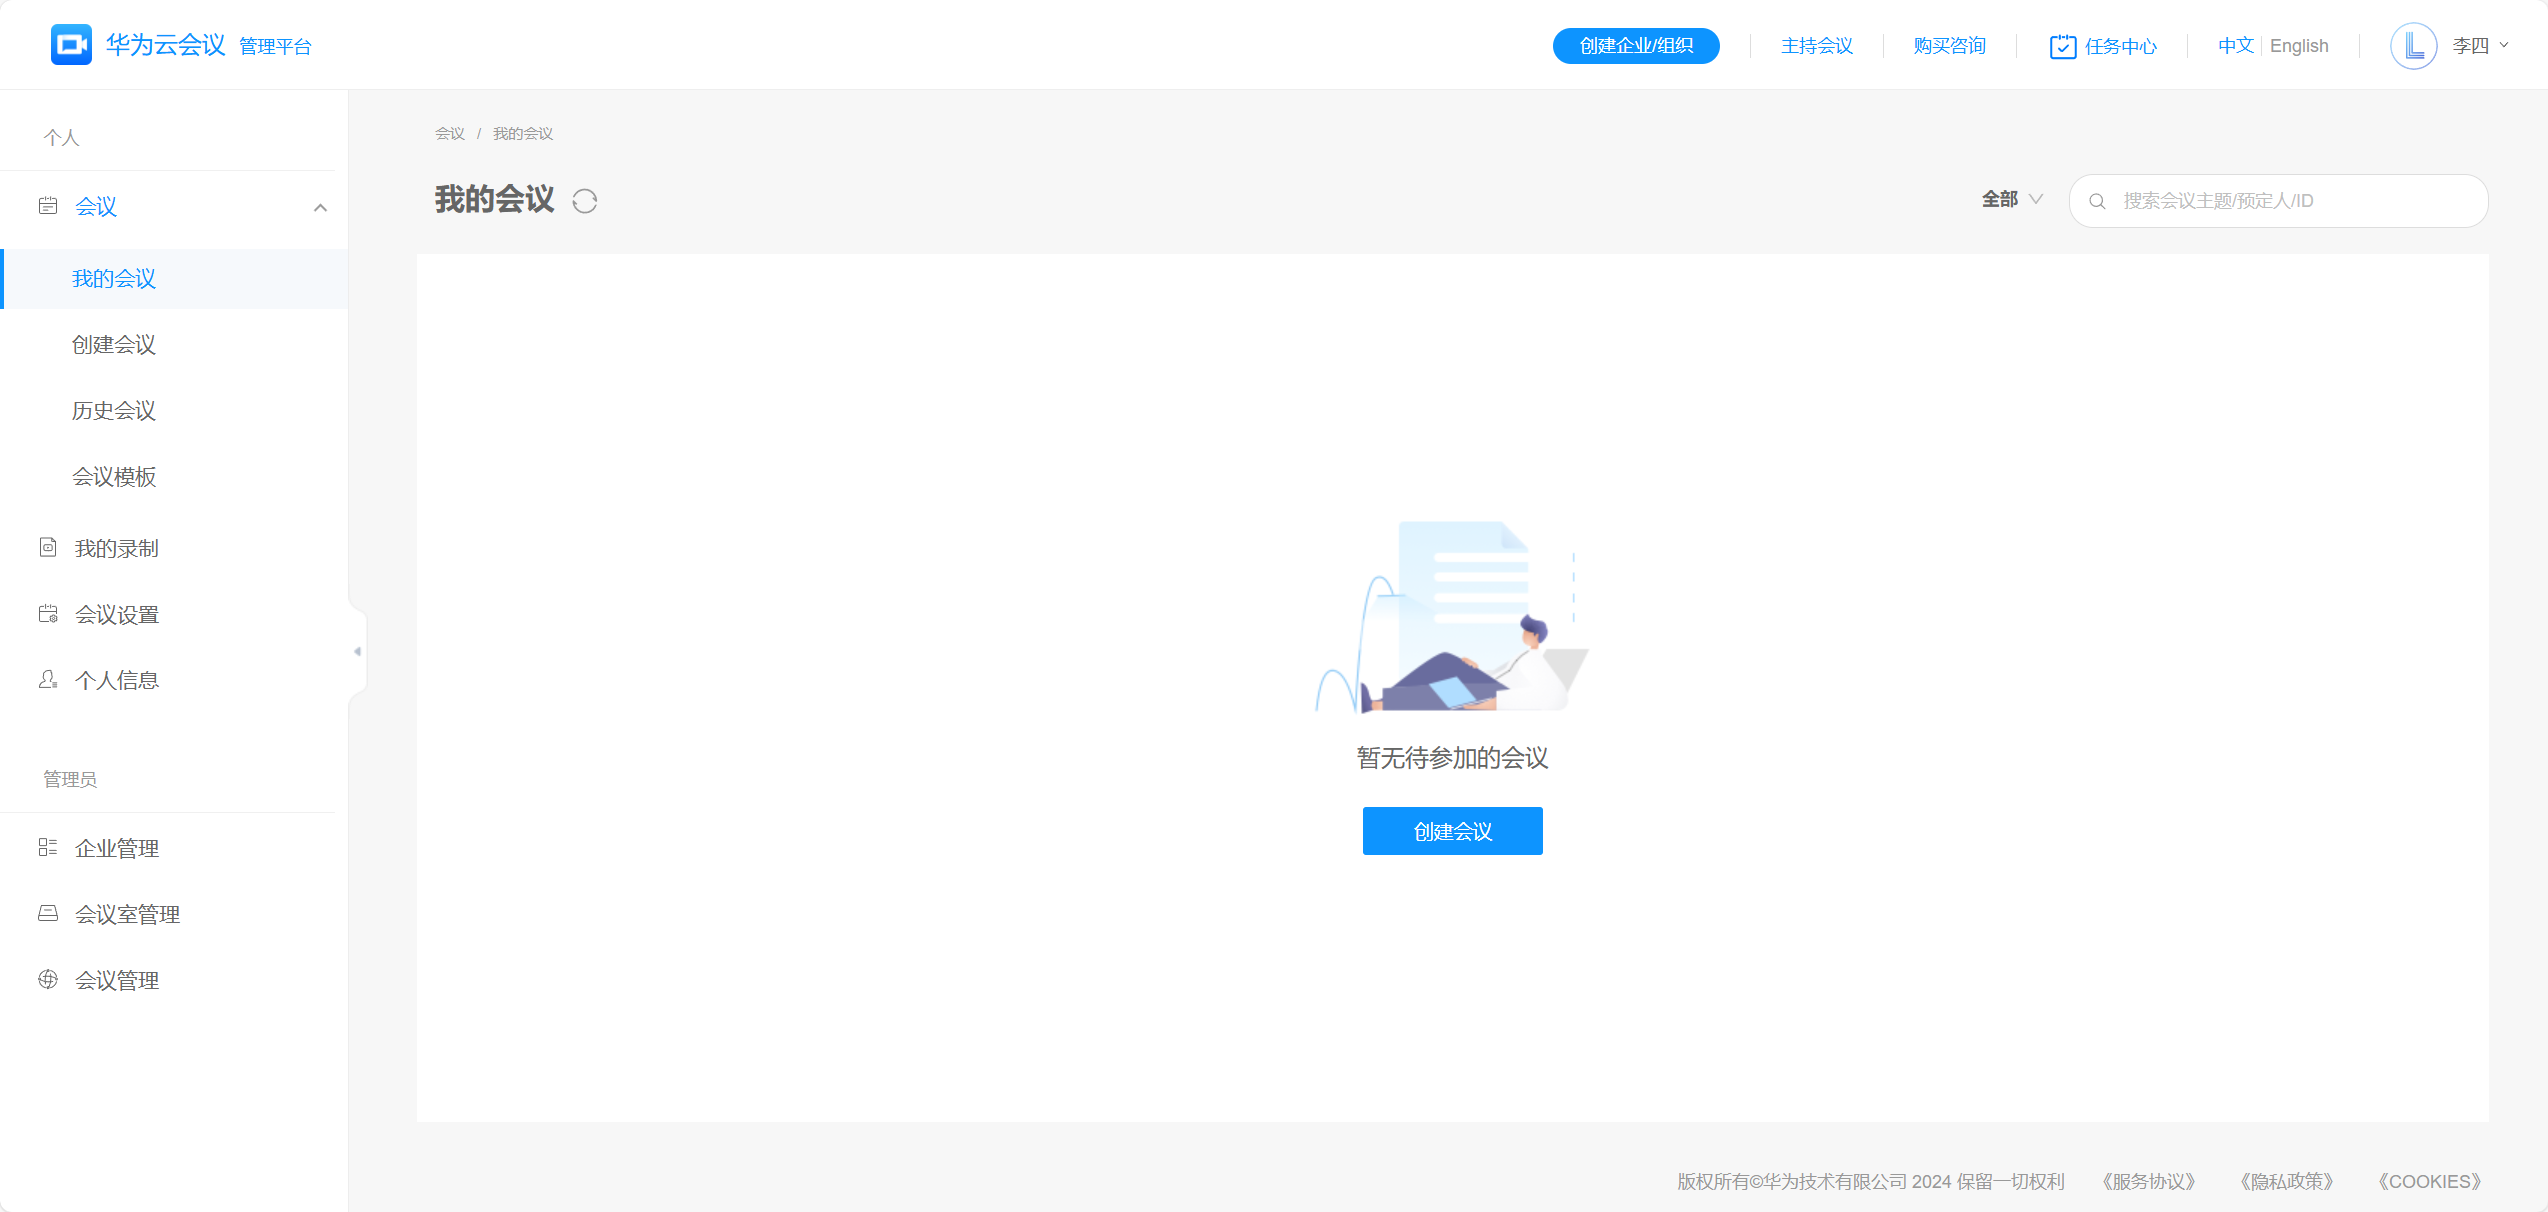 华为云会议 管理平台
创建企业/组织 主持会议 购买咨询 任务中心 中文 English 李四
个人
会议
我的会议
创建会议
历史会议
会议模板
我的录制
会议设置
个人信息
管理员
企业管理
会议室管理
会议管理
会议 / 我的会议
我的会议
全部 搜索会议主题/预定人/ID
暂无待参加的会议
创建会议
版权所有©华为技术有限公司 2024 保留一切权利 《服务协议》 《隐私政策》 《COOKIES》